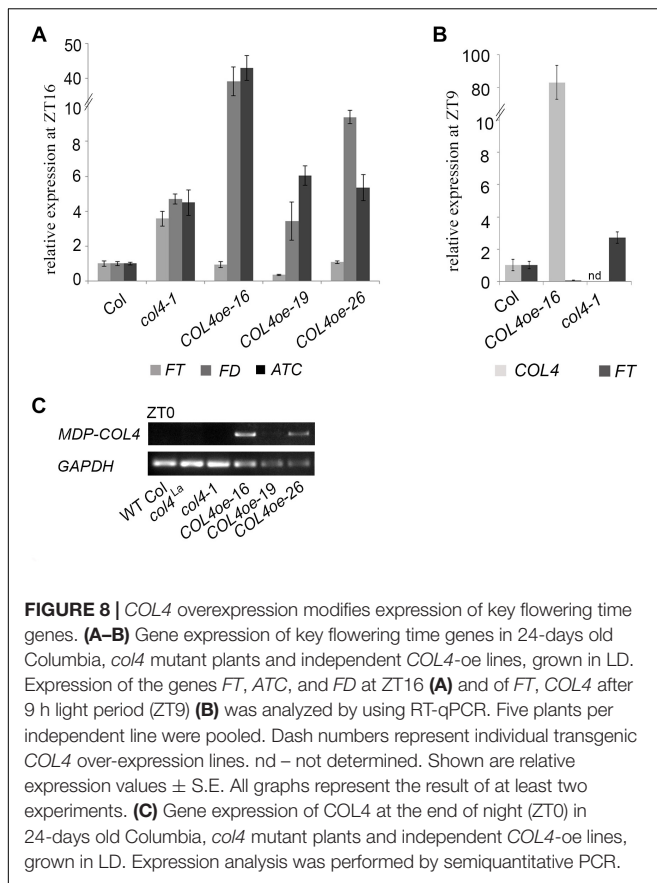 A
relative expression at ZT16
50
40
10
8
6
4
2
0
Col
col4-1
COL4oe-16
COL4oe-19
COL4oe-26
FT FD ATC
B
relative expression at ZT9
100
80
10
8
6
4
2
0
nd
Col
COL4oe-16
col4-1
COL4 FT
C
ZT0
MDP-COL4
GAPDH
WT Col
col4La
col4-1
COL4oe-16
COL4oe-19
COL4oe-26
FIGURE 8 | COL4 overexpression modifies expression of key flowering time
genes. (A–B) Gene expression of key flowering time genes in 24-days old
Columbia, col4 mutant plants and independent COL4-oe lines, grown in LD.
Expression of the genes FT, ATC, and FD at ZT16 (A) and of FT, COL4 after
9 h light period (ZT9) (B) was analyzed by using RT-qPCR. Five plants per
independent line were pooled. Dash numbers represent individual transgenic
COL4 over-expression lines. nd – not determined. Shown are relative
expression values ± S.E. All graphs represent the result of at least two
experiments. (C) Gene expression of COL4 at the end of night (ZT0) in
24-days old Columbia, col4 mutant plants and independent COL4-oe lines,
grown in LD. Expression analysis was performed by semiquantitative PCR.